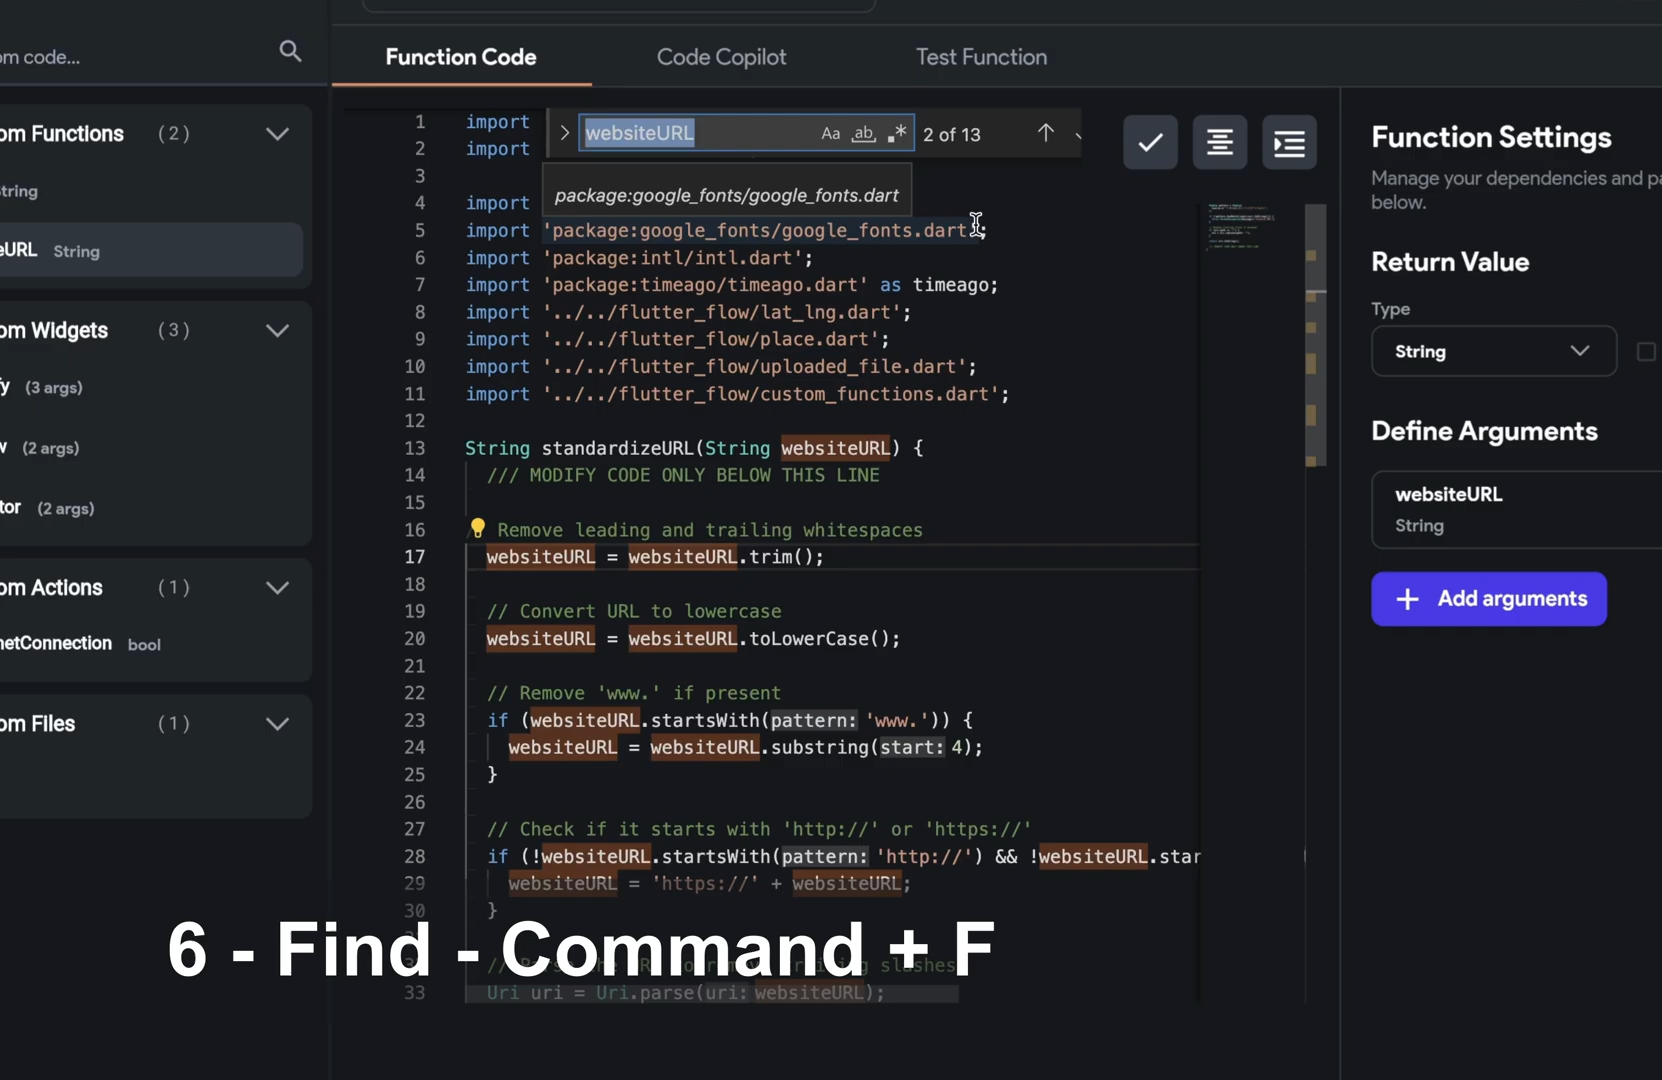 om code...
Function Code
Code Copilot
Test Function
om Functions (2)
tring
eURL String
om Widgets (3)
fy (3 args)
w (2 args)
tor (2 args)
om Actions (1)
netConnection bool
om Files (1)
websiteURL Aa ab 2 of 13
package:google_fonts/google_fonts.dart
1 import
2 import
3
4 import
5 import 'package:google_fonts/google_fonts.dart';
6 import 'package:intl/intl.dart';
7 import 'package:timeago/timeago.dart' as timeago;
8 import '../../flutter_flow/lat_lng.dart';
9 import '../../flutter_flow/place.dart';
10 import '../../flutter_flow/uploaded_file.dart';
11 import '../../flutter_flow/custom_functions.dart';
12
13 String standardizeURL(String websiteURL) {
14 /// MODIFY CODE ONLY BELOW THIS LINE
15
16 Remove leading and trailing whitespaces
17 websiteURL = websiteURL.trim();
18
19 // Convert URL to lowercase
20 websiteURL = websiteURL.toLowerCase();
21
22 // Remove 'www.' if present
23 if (websiteURL.startsWith(pattern: 'www.')) {
24 websiteURL = websiteURL.substring(start: 4);
25 }
26
27 // Check if it starts with 'http://' or 'https://'
28 if (!websiteURL.startsWith(pattern: 'http://') && !websiteURL.star
29 websiteURL = 'https://' + websiteURL;
30 }
slashes
33 Uri uri = Uri.parse(uri: websiteURL);
6 - Find - Command + F
Function Settings
Manage your dependencies and pa
below.
Return Value
Type
String
Define Arguments
websiteURL
String
+ Add arguments